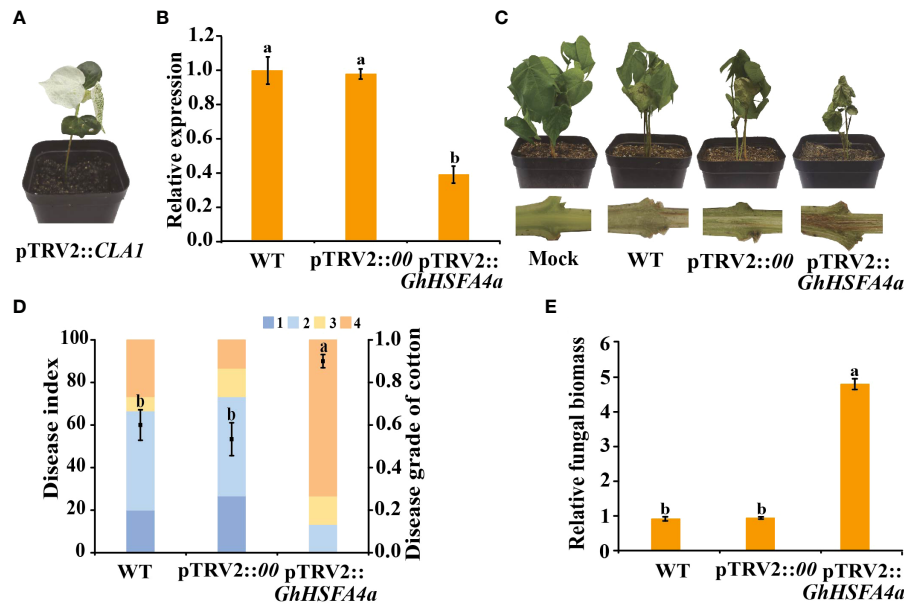 A
pTRV2::CLA1
B
Relative expression
1.2
1.0
0.8
0.6
0.4
0.2
0.0
a
a
b
WT
pTRV2::00
pTRV2::
GhHSFA4a
C
Mock
WT
pTRV2::00
pTRV2::
GhHSFA4a
D
1 2 3 4
Disease index
100
80
60
40
20
0
b
b
a
1.0
0.8
0.6
0.4
0.2
0.0
Disease grade of cotton
WT
pTRV2::00
pTRV2::
GhHSFA4a
E
Relative fungal biomass
6
5
4
3
2
1
0
b
b
a
WT
pTRV2::00
pTRV2::
GhHSFA4a